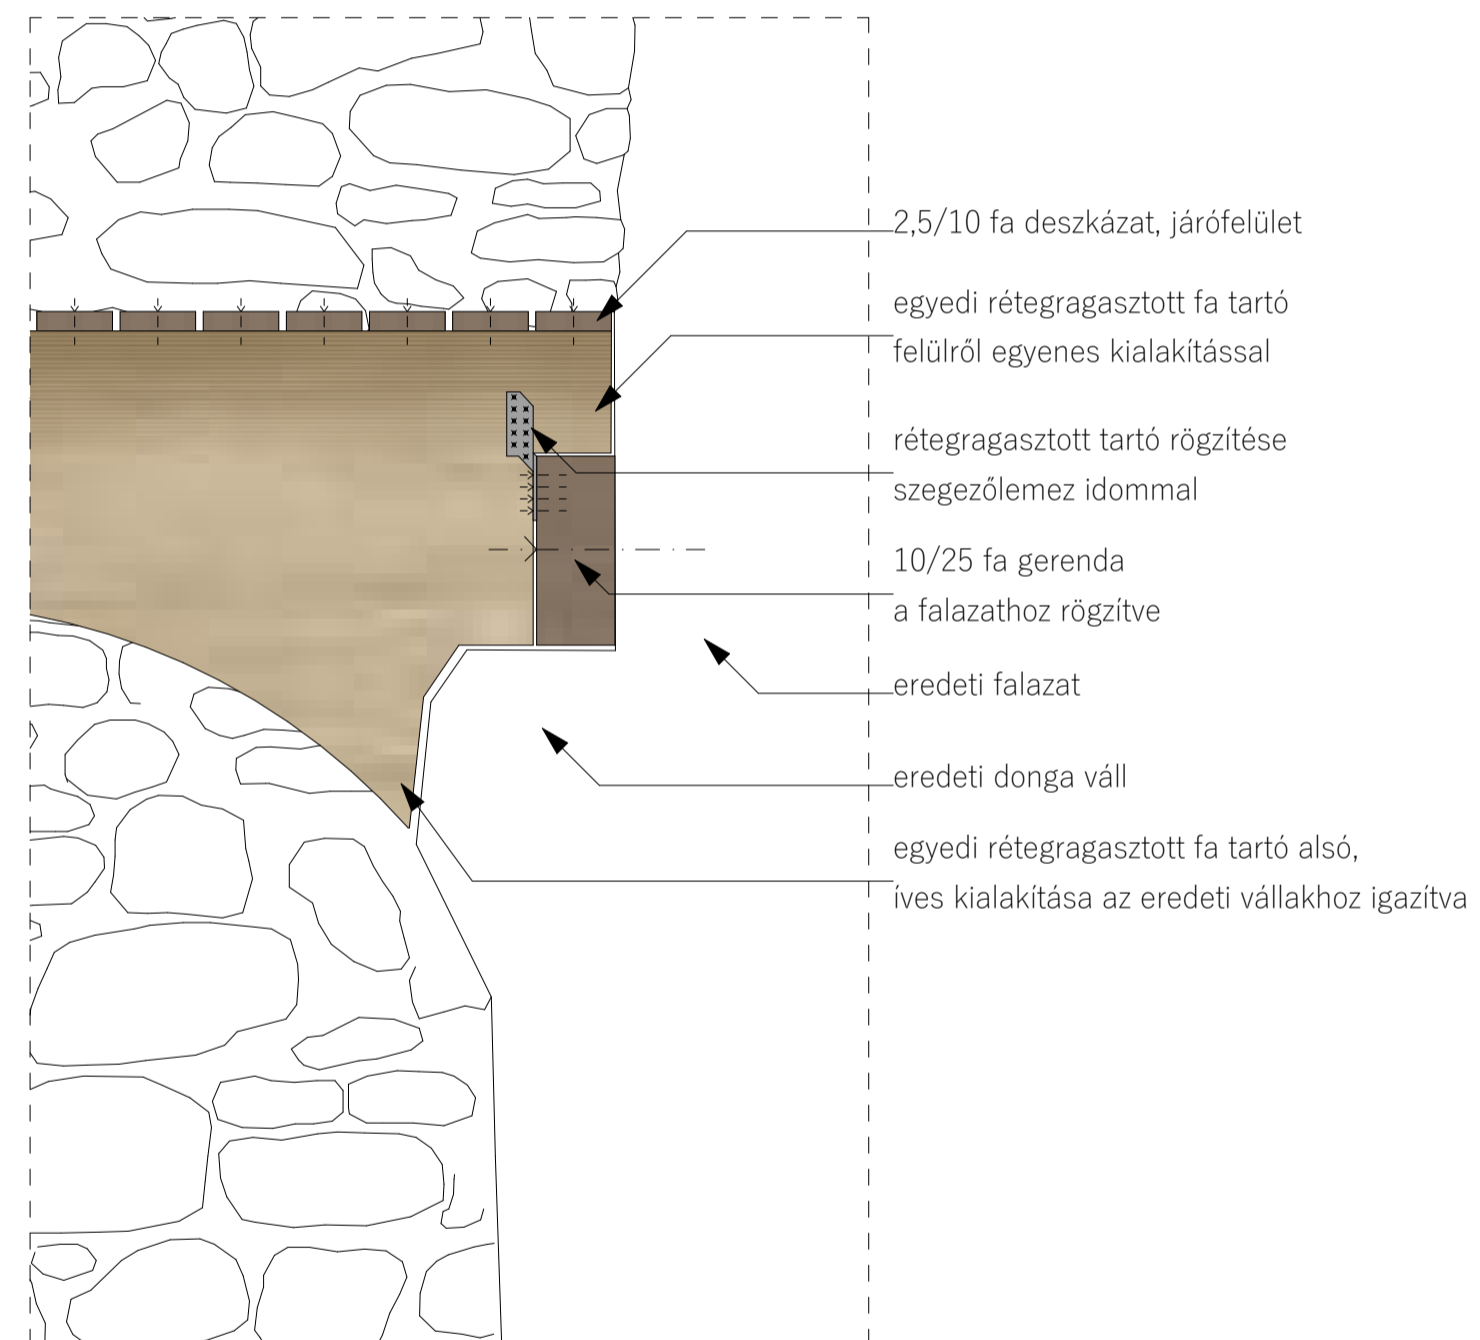 2,5/10 fa deszkázat, járófelület
egyedi rétegragasztott fa tartó
felülről egyenes kialakítással
rétegragasztott tartó rögzítése
szegezőlemez idommal
10/25 fa gerenda
a falazathoz rögzítve
eredeti falazat
eredeti donga váll
egyedi rétegragasztott fa tartó alsó,
íves kialakítása az eredeti vállakhoz igazítva